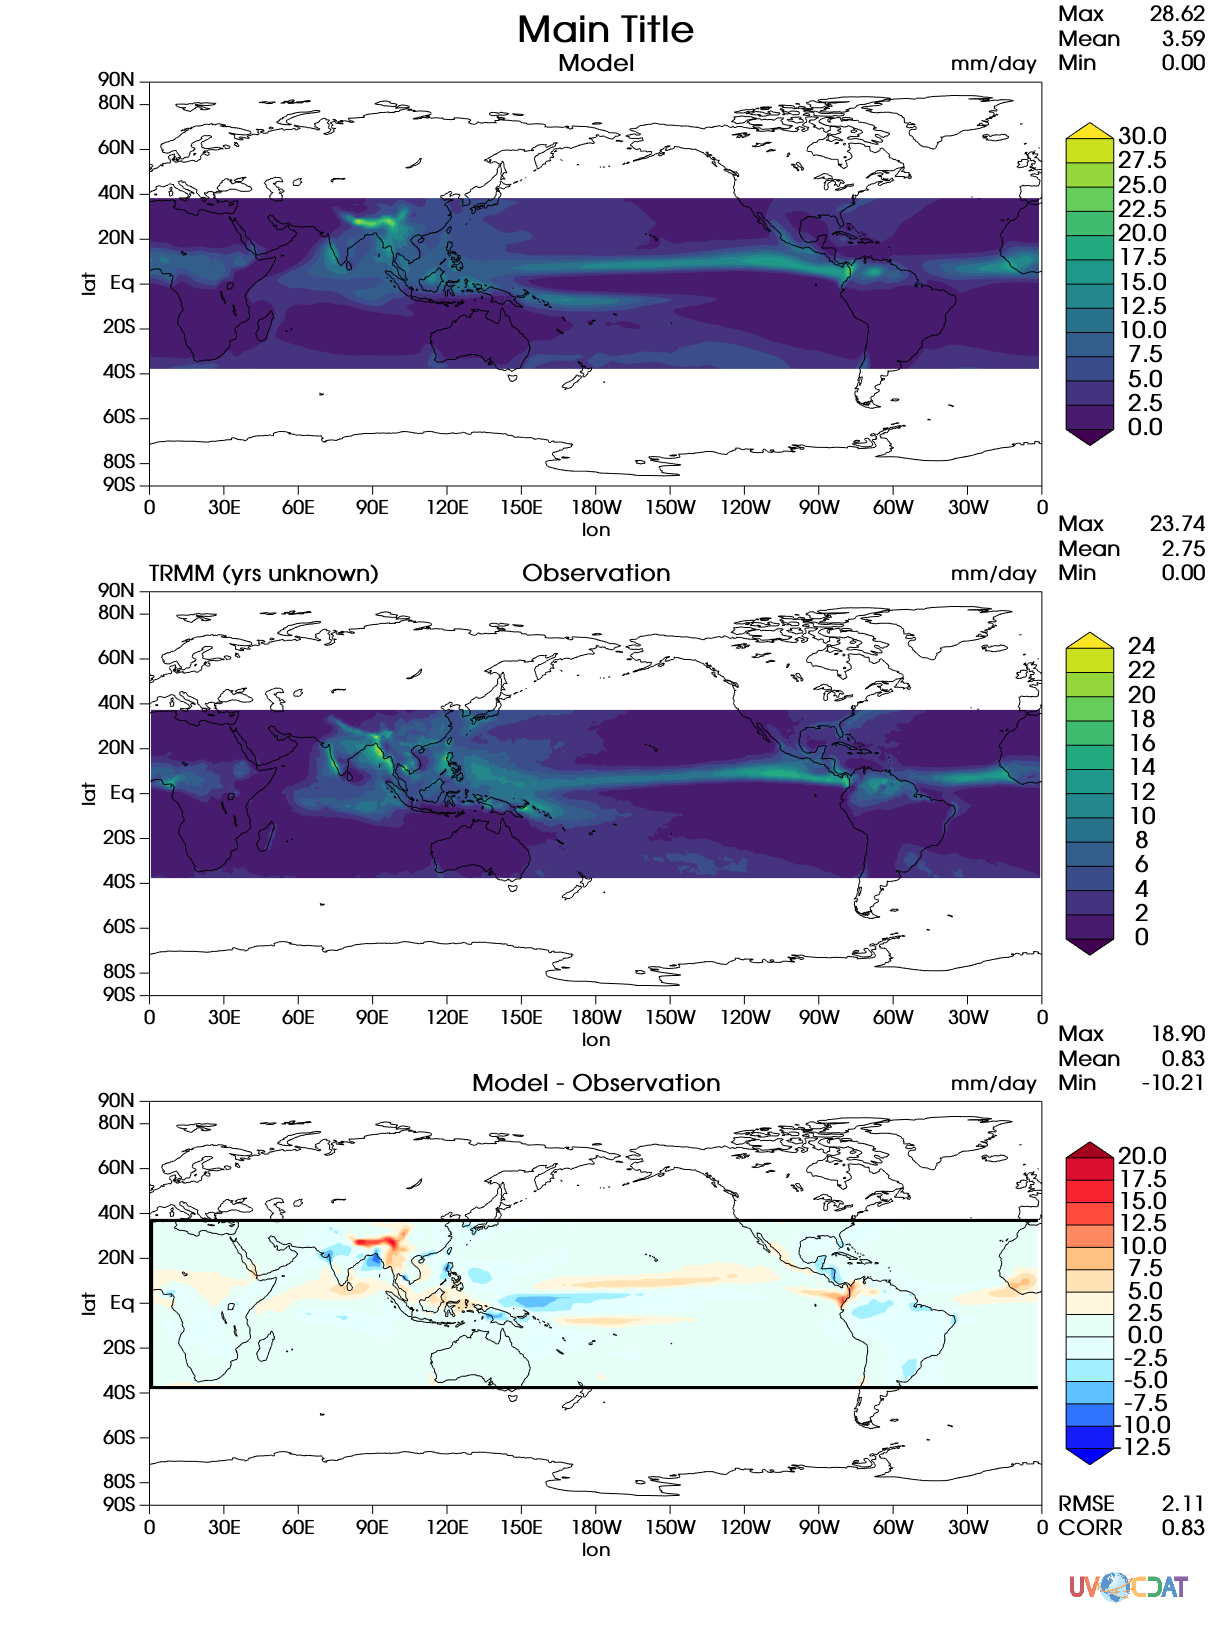 Main Title
Model
mm/day
Max 28.62
Mean 3.59
Min 0.00
90N
80N
60N
40N
20N
Eq
20S
40S
60S
80S
90S
lat
0 30E 60E 90E 120E 150E 180W 150W 120W 90W 60W 30W 0
lon
30.0
27.5
25.0
22.5
20.0
17.5
15.0
12.5
10.0
7.5
5.0
2.5
0.0
TRMM (yrs unknown)
Observation
mm/day
Max 23.74
Mean 2.75
Min 0.00
90N
80N
60N
40N
20N
Eq
20S
40S
60S
80S
90S
lat
0 30E 60E 90E 120E 150E 180W 150W 120W 90W 60W 30W 0
lon
24
22
20
18
16
14
12
10
8
6
4
2
0
Model - Observation
mm/day
Max 18.90
Mean 0.83
Min -10.21
90N
80N
60N
40N
20N
Eq
20S
40S
60S
80S
90S
lat
0 30E 60E 90E 120E 150E 180W 150W 120W 90W 60W 30W 0
lon
20.0
17.5
15.0
12.5
10.0
7.5
5.0
2.5
0.0
-2.5
-5.0
-7.5
-10.0
-12.5
RMSE 2.11
CORR 0.83
UV CDAT